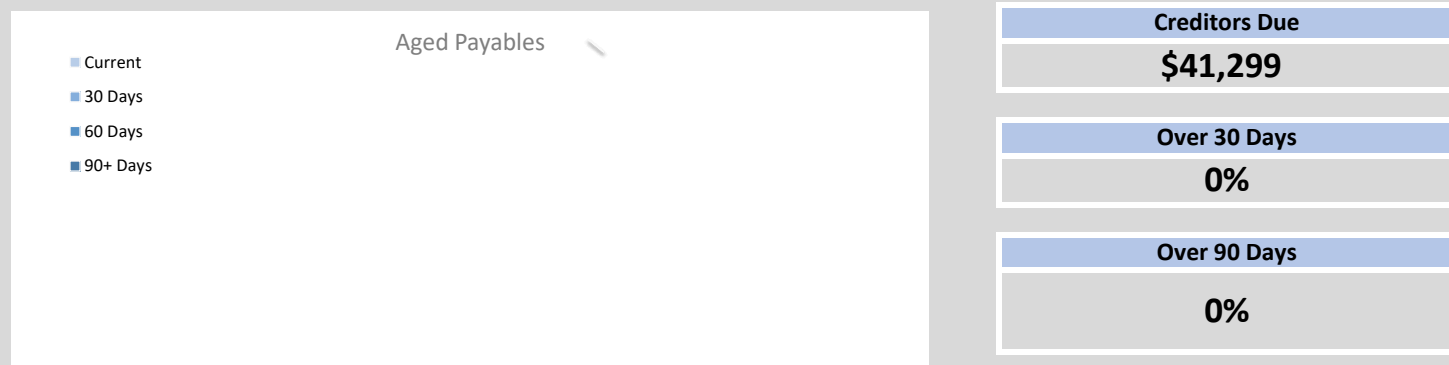 Aged Payables
Current
30 Days
60 Days
90+ Days
Creditors Due
$41,299
Over 30 Days
0%
Over 90 Days
0%